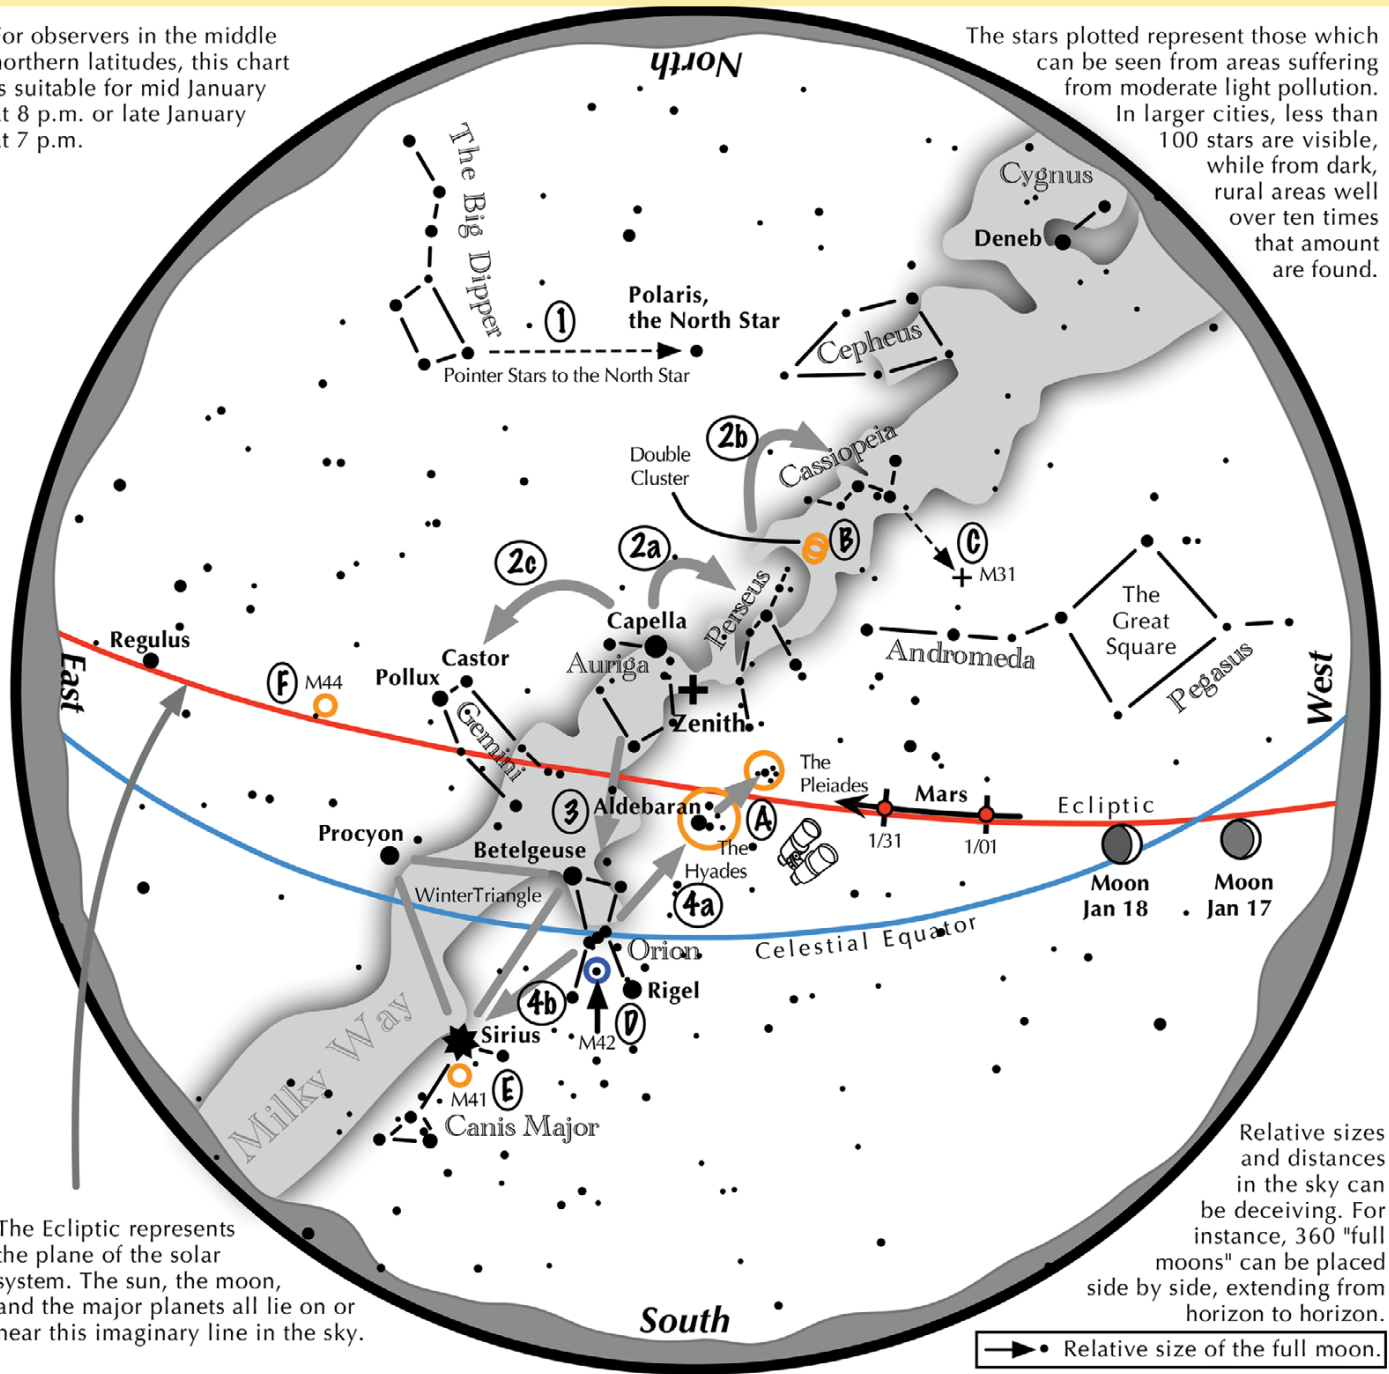 or observers in the middle
northern latitudes, this chart
s suitable for mid January
t 8 p.m. or late January
t 7 p.m.
The stars plotted represent those which
can be seen from areas suffering
from moderate light pollution.
In larger cities, less than
100 stars are visible,
while from dark,
rural areas well
over ten times
that amount
are found.
North
The Big Dipper
Cygnus
Deneb
Polaris,
the North Star
1
Pointer Stars to the North Star
Cepheus
2b
Cassiopeia
Double
Cluster
B
C
M31
2c
2a
Perseus
The
Great
Square
Pegasus
Andromeda
Capella
Auriga
Regulus
East
West
F
M44
Castor
Pollux
Gemini
Zenith
The
Pleiades
Mars
Ecliptic
1/31
1/01
3
Aldebaran
A
The
Hyades
Procyon
Betelgeuse
WinterTriangle
4a
Moon
Jan 18
Moon
Jan 17
Celestial Equator
Orion
4b
Rigel
D
M42
Sirius
M41
E
Canis Major
Milky Way
The Ecliptic represents
the plane of the solar
system. The sun, the moon,
and the major planets all lie on or
near this imaginary line in the sky.
South
Relative sizes
and distances
in the sky can
be deceiving. For
instance, 360 "full
moons" can be placed
side by side, extending from
horizon to horizon.
Relative size of the full moon.